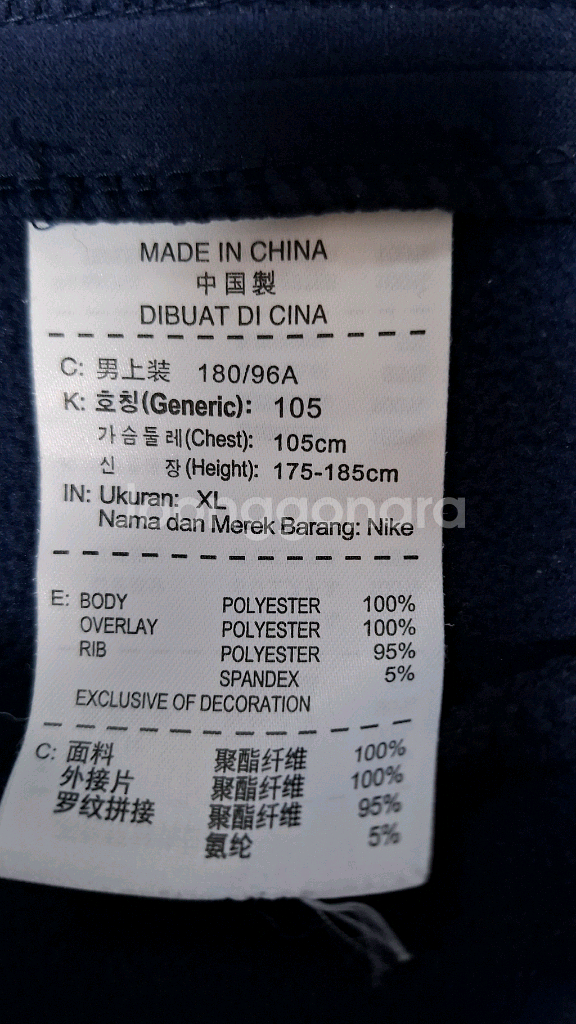 MADE IN CHINA
中国製
DIBUAT DI CINA
C: 男上装 180/96A
K: 호칭(Generic): 105
가슴둘레(Chest): 105cm
신 장(Height): 175-185cm
IN: Ukuran: XL
Nama dan Merek Barang: Nike
E: BODY POLYESTER 100%
OVERLAY POLYESTER 100%
RIB POLYESTER 95%
SPANDEX 5%
EXCLUSIVE OF DECORATION
C: 面料 聚酯纤维 100%
外接片 聚酯纤维 100%
罗纹拼接 聚酯纤维 95%
氨纶 5%